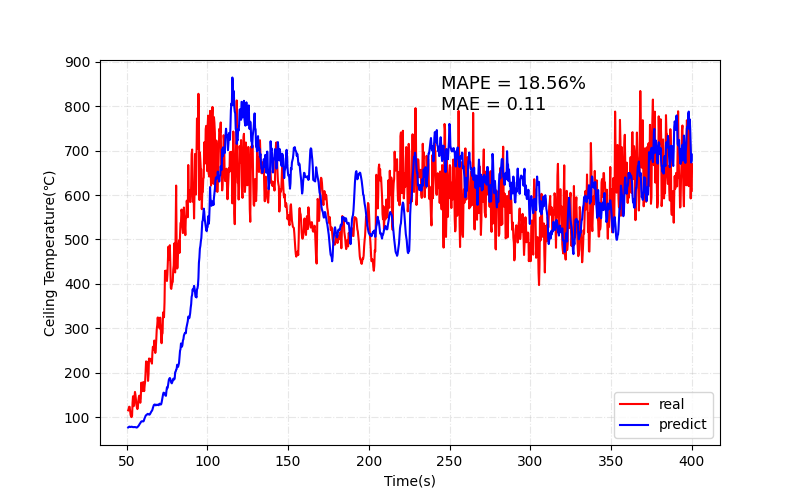 MAPE = 18.56%
MAE = 0.11
900
800
700
600
500
400
300
200
100
Ceiling Temperature(°C)
50 100 150 200 250 300 350 400
Time(s)
real
predict